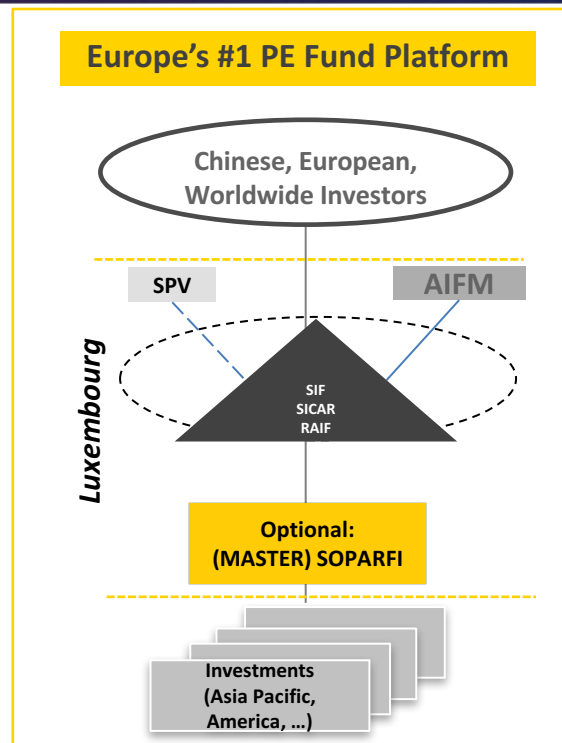 Europe's #1 PE Fund Platform
Chinese, European,
Worldwide Investors
SPV
AIFM
Luxembourg
SIF
SICAR
RAIF
Optional:
(MASTER) SOPARFI
Investments
(Asia Pacific,
America, ...)